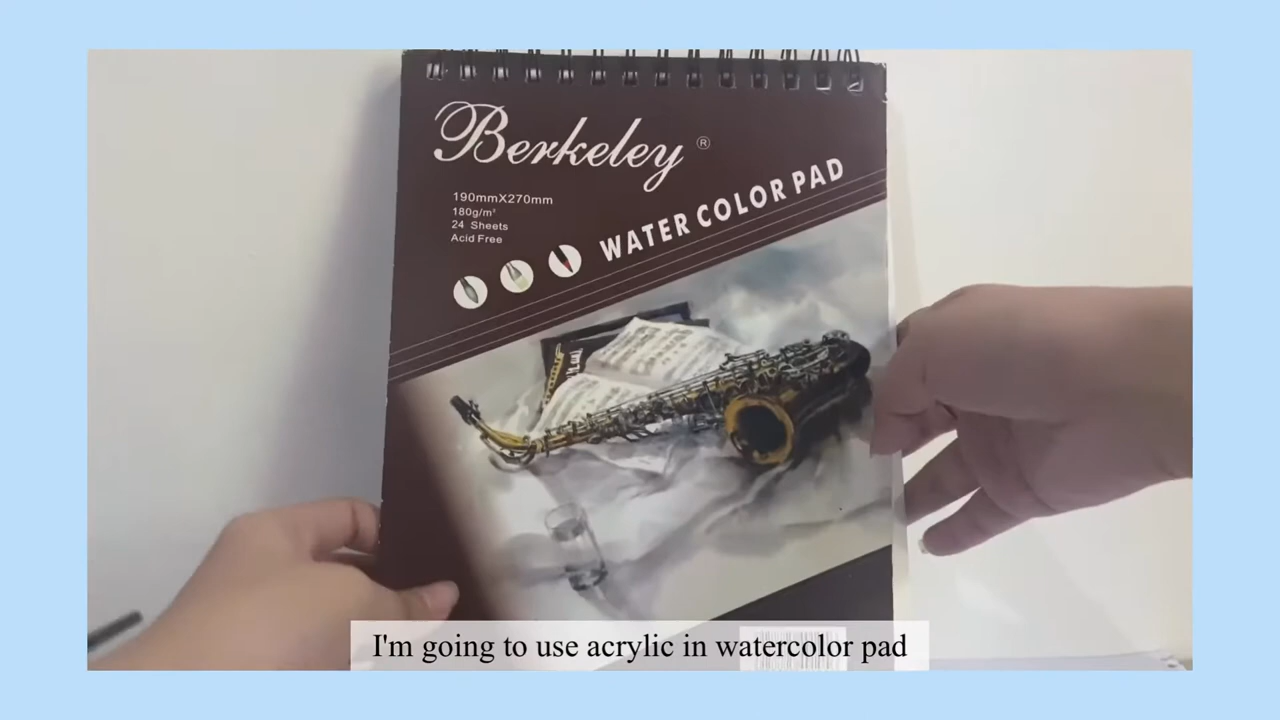 Berkeley ®
190mmX270mm
180g/m²
24 Sheets
Acid Free
WATER COLOR PAD
I'm going to use acrylic in watercolor pad